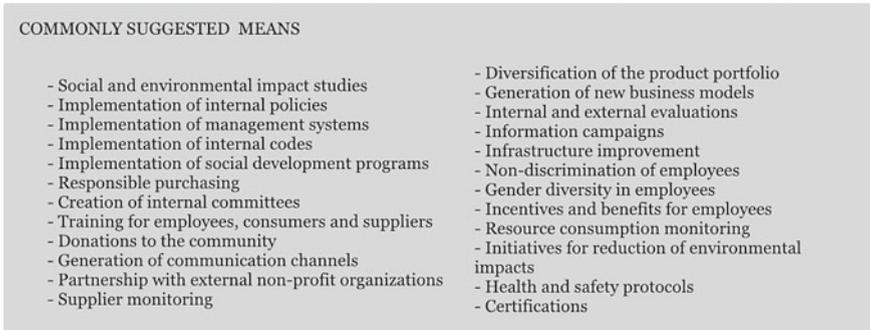 COMMONLY SUGGESTED MEANS
- Social and environmental impact studies
- Implementation of internal policies
- Implementation of management systems
- Implementation of internal codes
- Implementation of social development programs
- Responsible purchasing
- Creation of internal committees
- Training for employees, consumers and suppliers
- Donations to the community
- Generation of communication channels
- Partnership with external non-profit organizations
- Supplier monitoring
- Diversification of the product portfolio
- Generation of new business models
- Internal and external evaluations
- Information campaigns
- Infrastructure improvement
- Non-discrimination of employees
- Gender diversity in employees
- Incentives and benefits for employees
- Resource consumption monitoring
- Initiatives for reduction of environmental
impacts
- Health and safety protocols
- Certifications